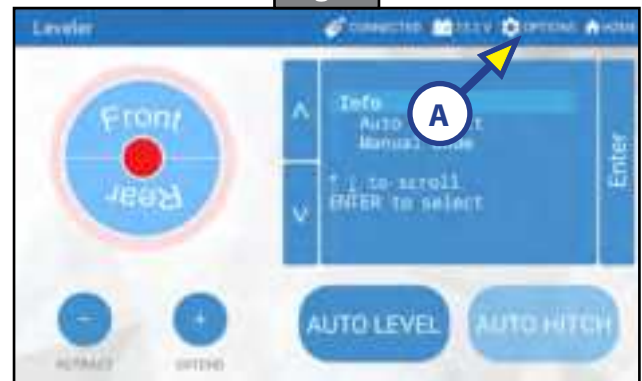 Leveler
CONNECTED OPTIONS HOME
A
Front
Rear
Info
Auto
Manual
↑ ↓ to scroll
ENTER to select
Enter
AUTO LEVEL
AUTO HITCH
RETRACT
EXTEND